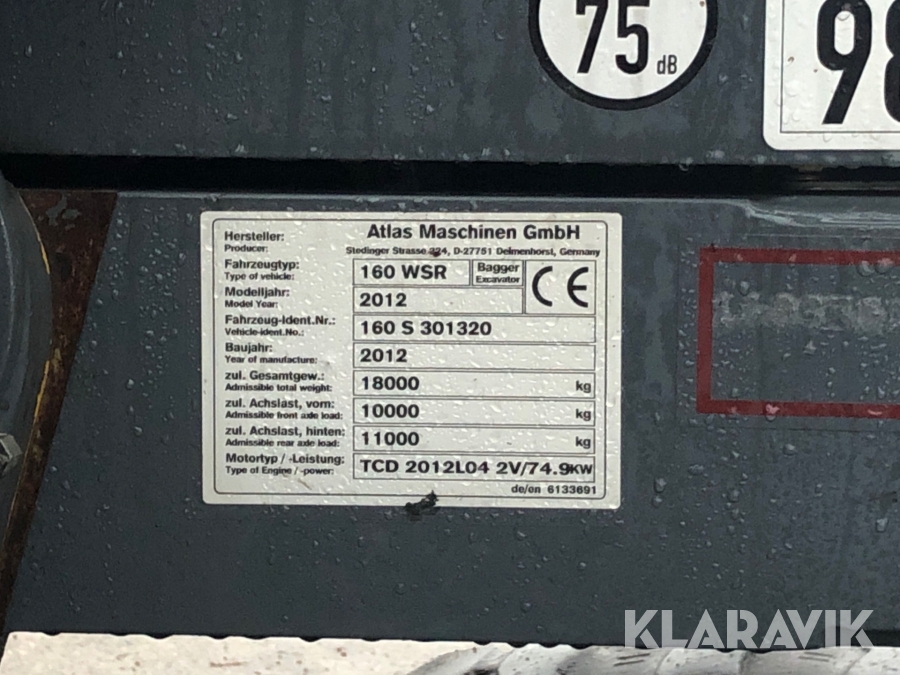 75
dB
98
Hersteller:
Producer:
Atlas Maschinen GmbH
Stedinger Strasse 324, D-27751 Delmenhorst, Germany
Fahrzeugtyp:
Type of vehicle:
160 WSR
Bagger
Excavator
CE
Modelljahr:
Model Year:
2012
Fahrzeug-Ident.Nr.:
Vehicle-ident.No.:
160 S 301320
Baujahr:
Year of manufacture:
2012
zul. Gesamtgew.:
Admissible total weight:
18000 kg
zul. Achslast, vorn:
Admissible front axle load:
10000 kg
zul. Achslast, hinten:
Admissible rear axle load:
11000 kg
Motortyp / -Leistung:
Type of Engine / -power:
TCD 2012L04 2V/74.9KW
de/en 6133691
KLARAVIK